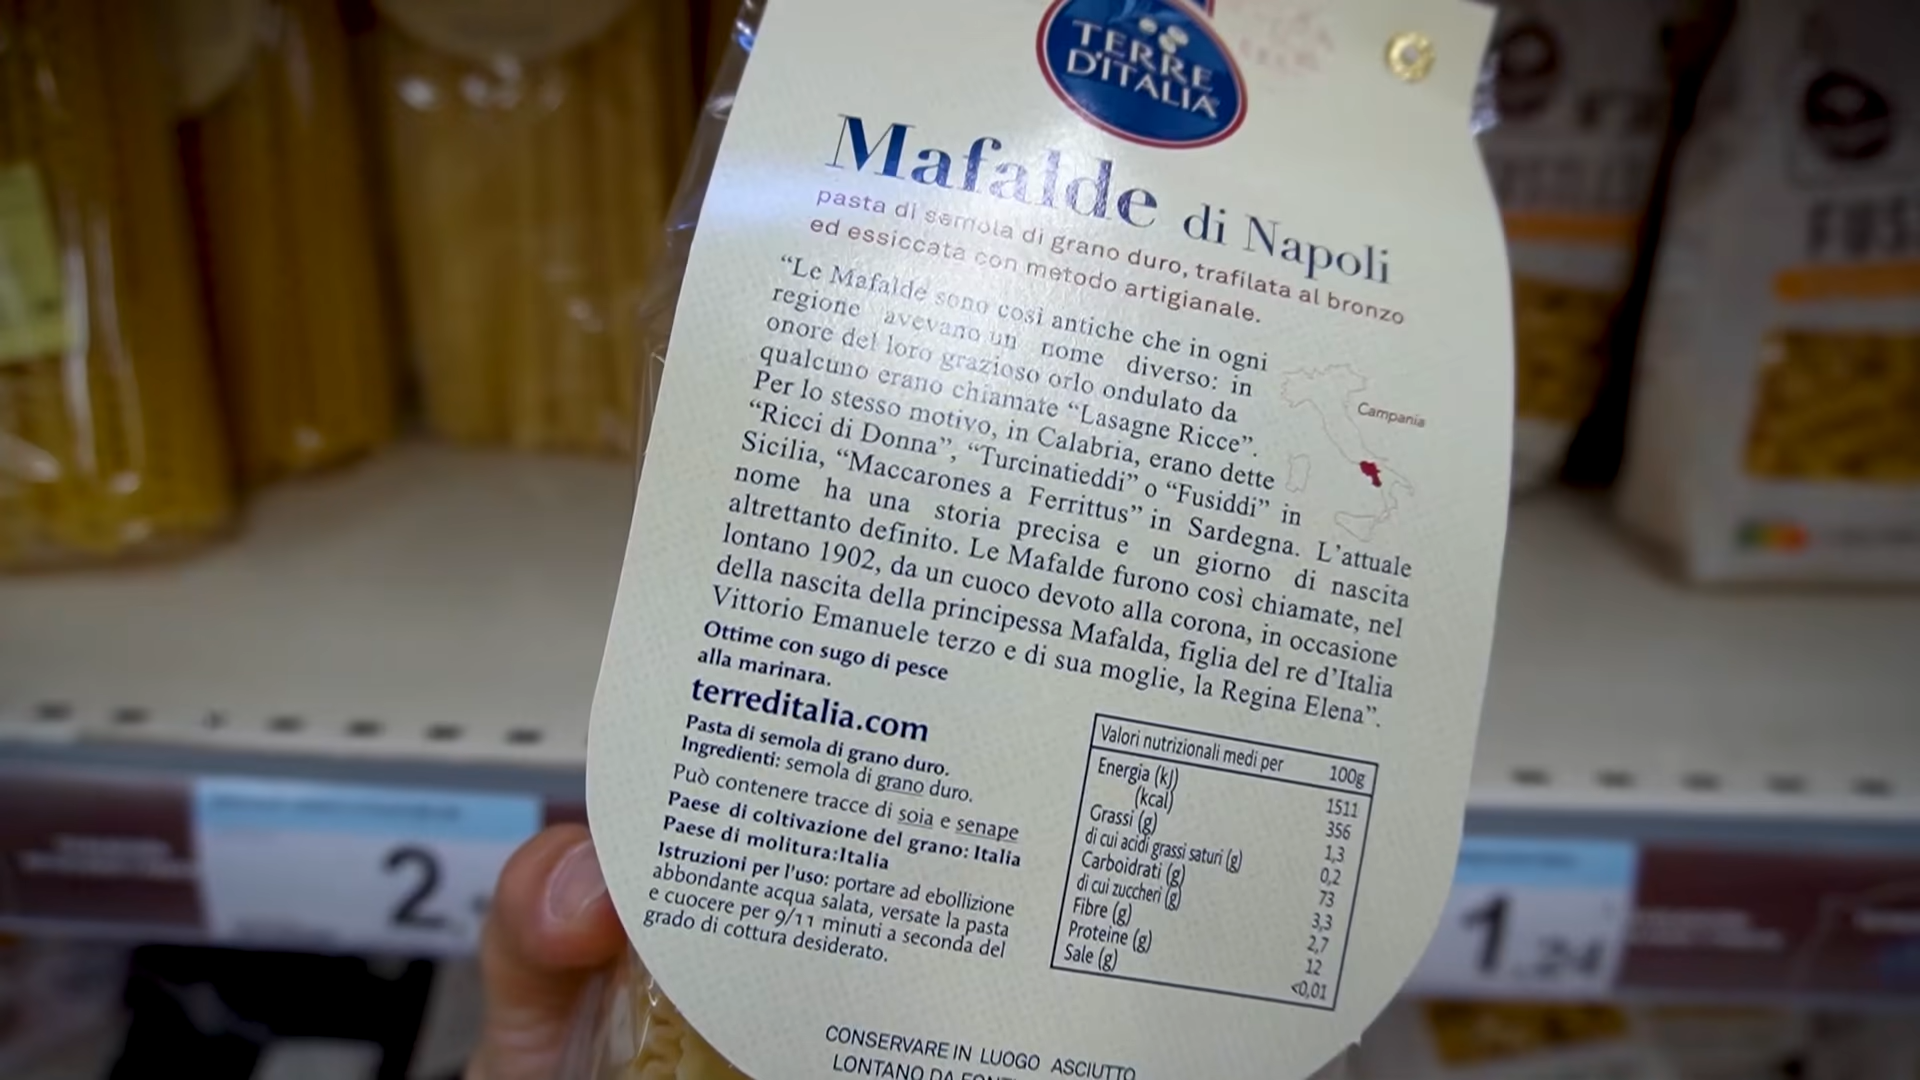 TERRE
D'ITALIA
Mafalde di Napoli
pasta di semola di grano duro, trafilata al bronzo
ed essiccata con metodo artigianale.
“Le Mafalde sono così antiche che in ogni
regione avevano un nome diverso: in
onore del loro grazioso orlo ondulato da
qualcuno erano chiamate “Lasagne Ricce”.
Per lo stesso motivo, in Calabria, erano dette
“Ricci di Donna”, “Turcinatieddi” o “Fusiddi” in
Sicilia, “Maccarones a Ferrittus” in Sardegna. L’attuale
nome ha una storia precisa e un giorno di nascita
altrettanto definito. Le Mafalde furono così chiamate, nel
lontano 1902, da un cuoco devoto alla corona, in occasione
della nascita della principessa Mafalda, figlia del re d’Italia
Vittorio Emanuele terzo e di sua moglie, la Regina Elena”.
Campania
Ottime con sugo di pesce
alla marinara.
terreditalia.com
Pasta di semola di grano duro.
Ingredienti: semola di grano duro.
Può contenere tracce di soia e senape
Paese di coltivazione del grano: Italia
Paese di molitura:Italia
Istruzioni per l'uso: portare ad ebollizione
abbondante acqua salata, versate la pasta
e cuocere per 9/11 minuti a seconda del
grado di cottura desiderato.
Valori nutrizionali medi per 100g
Energia (kJ) 1511
(kcal) 356
Grassi (g) 1,3
di cui acidi grassi saturi (g) 0,2
Carboidrati (g) 73
di cui zuccheri (g) 3,3
Fibre (g) 2,7
Proteine (g) 12
Sale (g) <0,01
CONSERVARE IN LUOGO ASCIUTTO
LONTANO DA
2
1.24